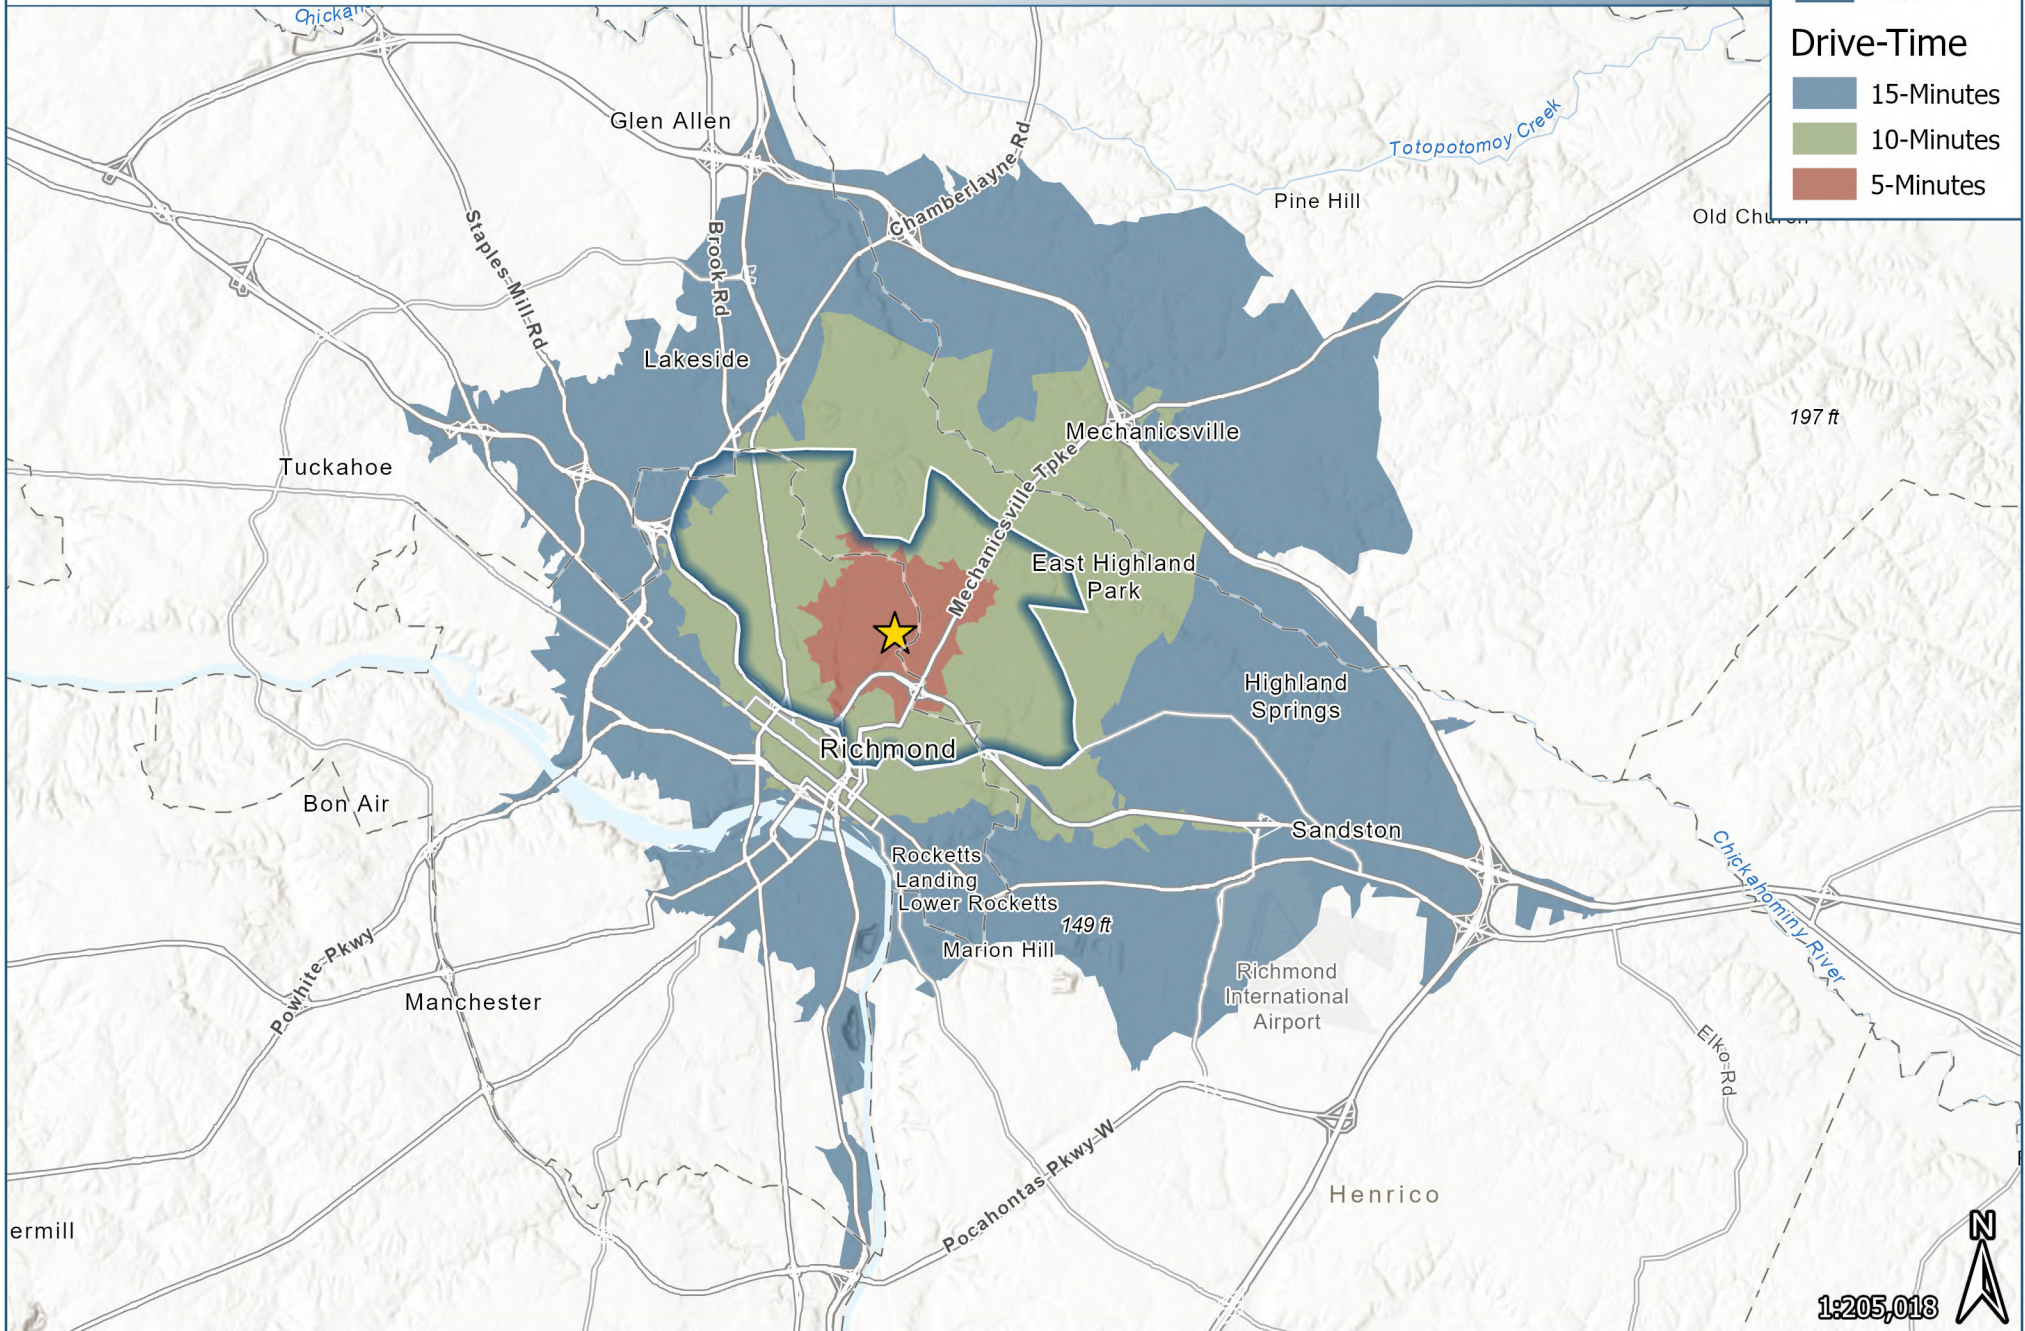 Chickah
Drive-Time
15-Minutes
10-Minutes
5-Minutes
Glen Allen
Chamberlayne Rd
Totopotomoy Creek
Pine Hill
Old Church
Staples Mill Rd
Brook Rd
Lakeside
197 ft
Mechanicsville
Tuckahoe
Mechanicsville Tpke
East Highland
Park
Highland
Springs
Richmond
Bon Air
Sandston
Rocketts
Landing
Lower Rocketts
149 ft
Marion Hill
Chickahominy River
Richmond
International
Airport
Powhite Pkwy
Manchester
Elko Rd
Pocahontas Pkwy W
Henrico
ermill
N
1:205,018